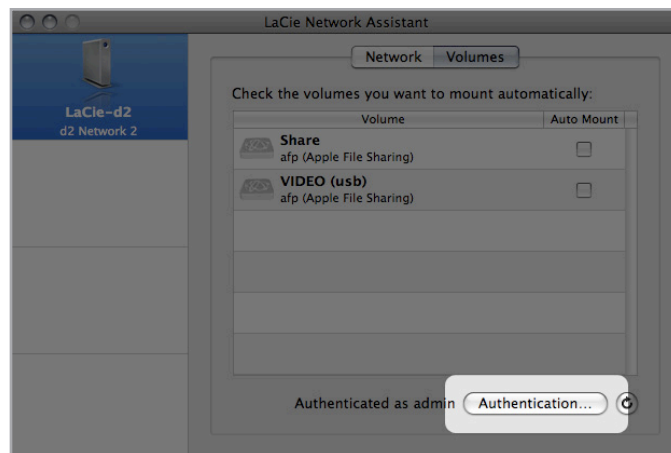 LaCie Network Assistant
LaCie-d2
d2 Network 2
Network Volumes
Check the volumes you want to mount automatically:
Volume Auto Mount
Share
afp (Apple File Sharing)
VIDEO (usb)
afp (Apple File Sharing)
Authenticated as admin Authentication...